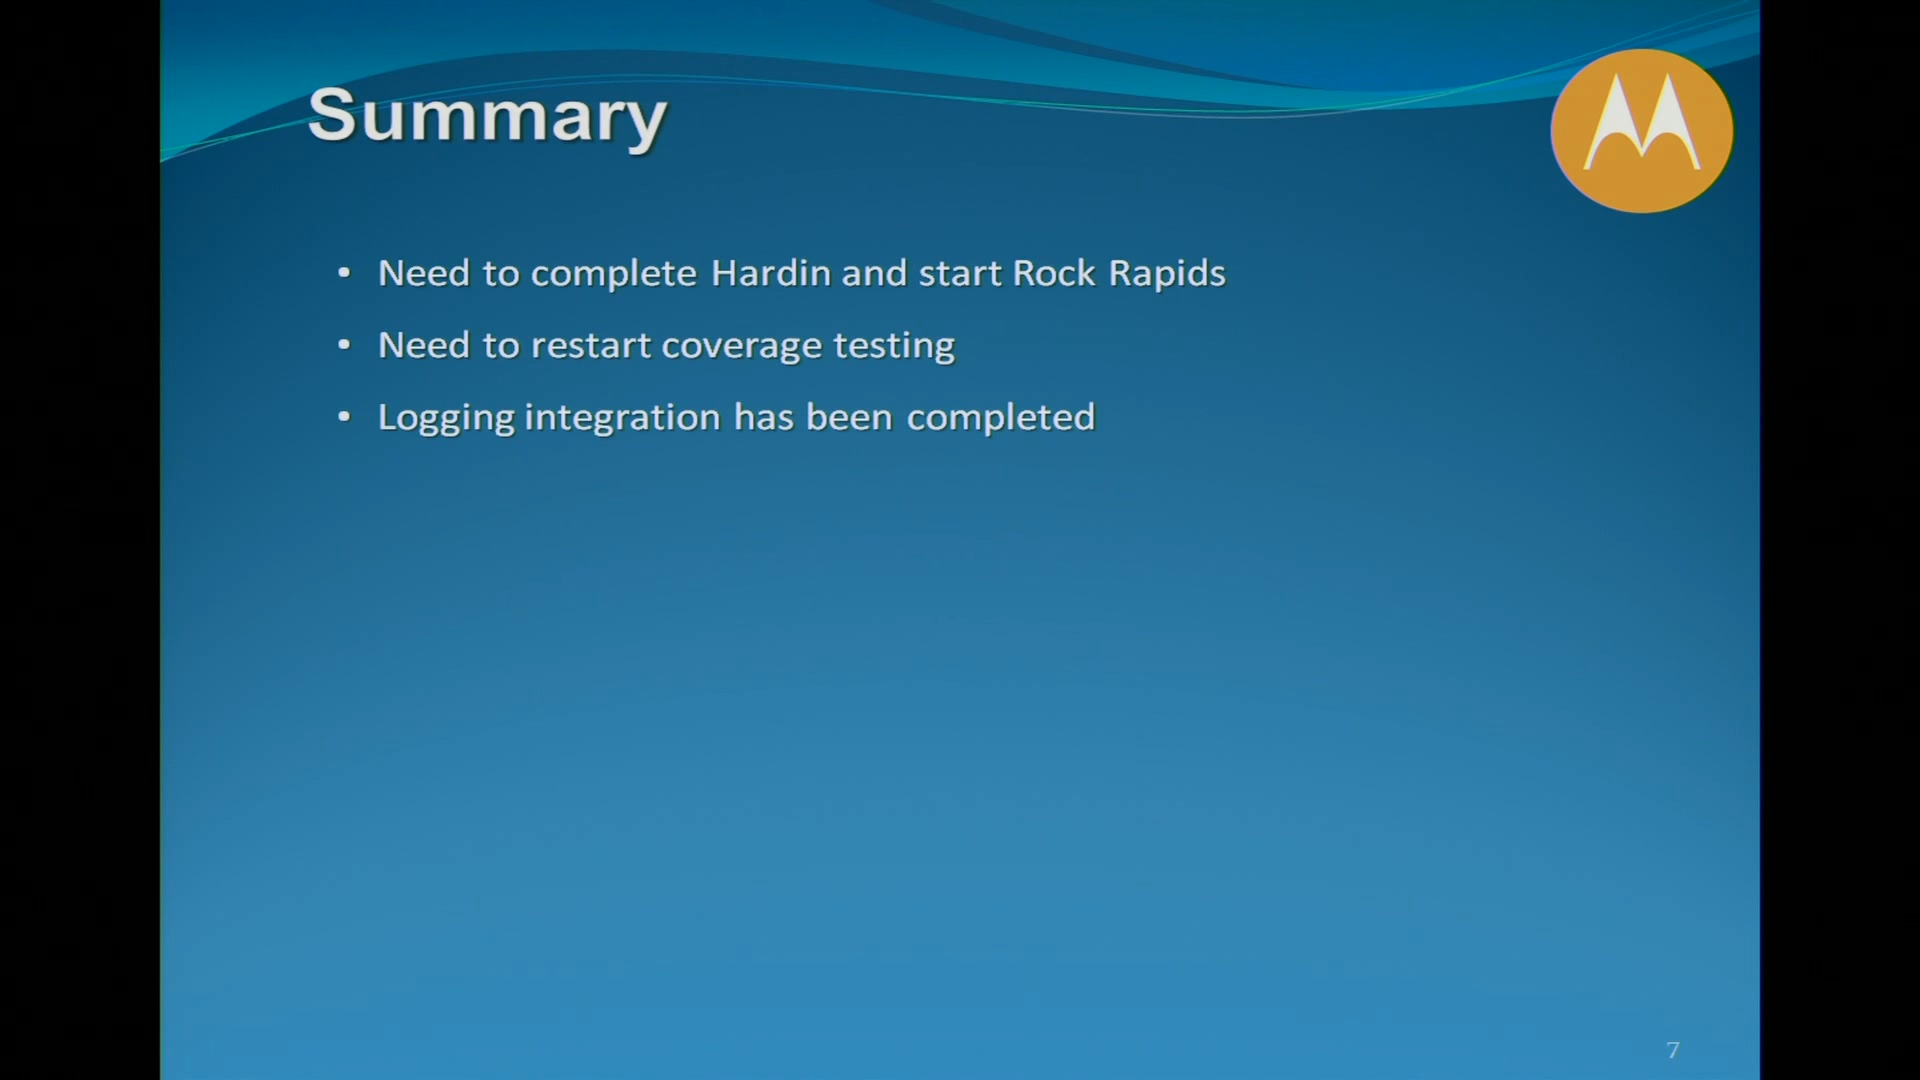 Summary
• Need to complete Hardin and start Rock Rapids
• Need to restart coverage testing
• Logging integration has been completed
7